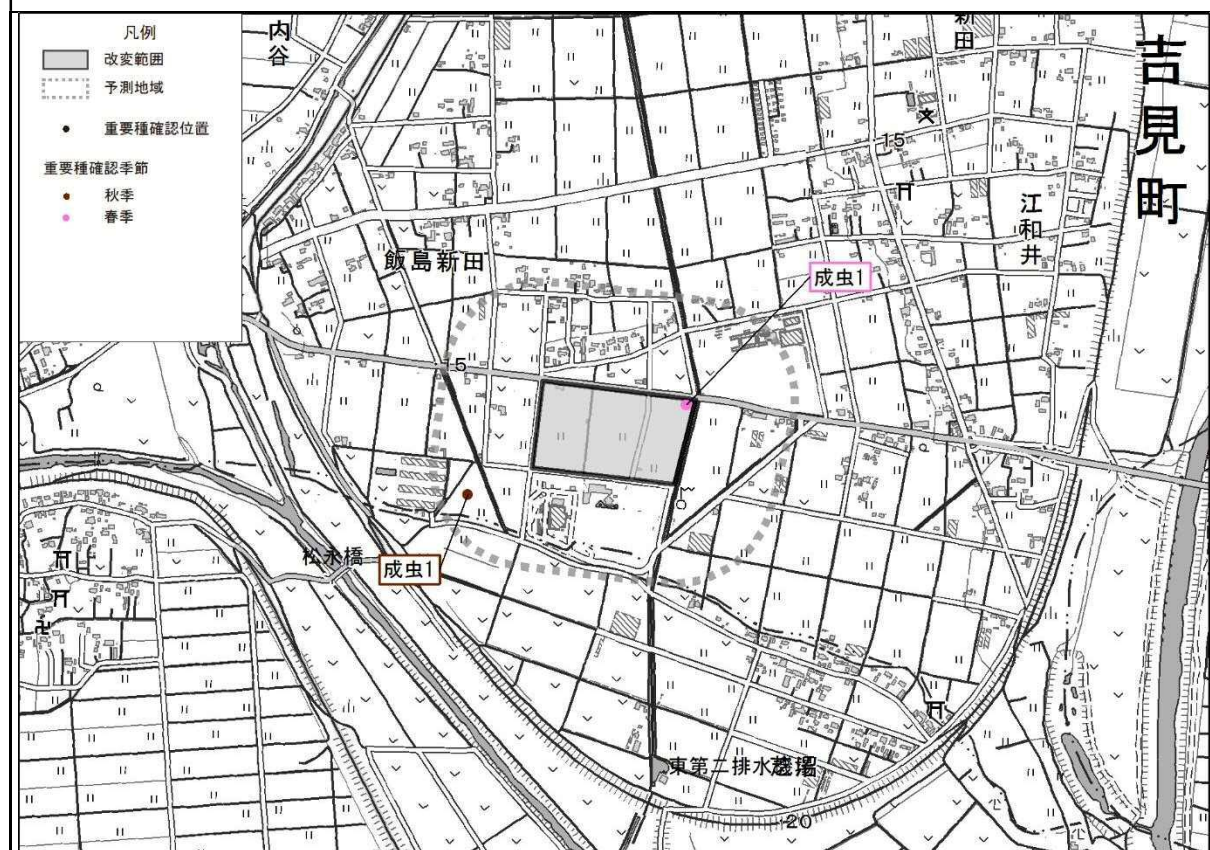 凡例
改変範囲
予測地域
重要種確認位置
重要種確認季節
秋季
春季
内谷
新田
吉見町
15
江和井
飯島新田
成虫1
5
松永橋
成虫1
東第二排水機場
20